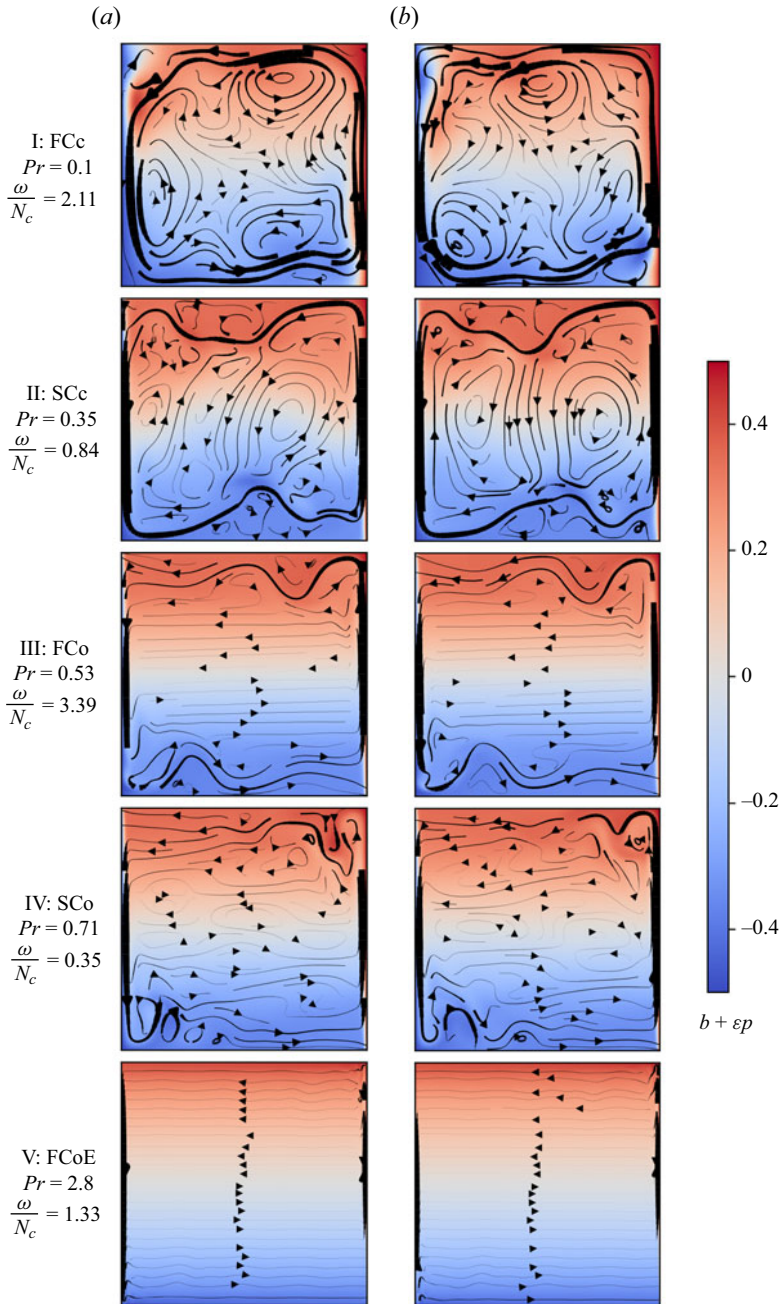 (a) (b)
I: FCc
Pr = 0.1
ω/N_c = 2.11
II: SCc
Pr = 0.35
ω/N_c = 0.84
III: FCo
Pr = 0.53
ω/N_c = 3.39
IV: SCo
Pr = 0.71
ω/N_c = 0.35
V: FCoE
Pr = 2.8
ω/N_c = 1.33
0.4
0.2
0
–0.2
–0.4
b + εp